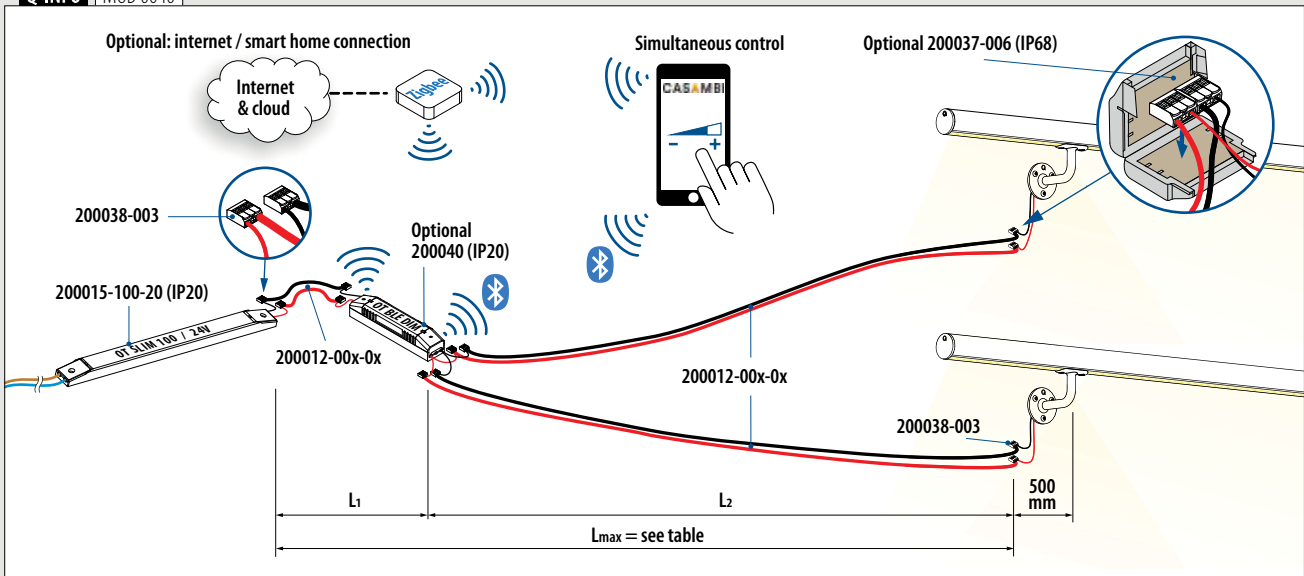 Q-INFO
Optional: internet / smart home connection
Internet
& cloud
Zigbee
Simultaneous control
CASAMBI
- +
Optional 200037-006 (IP68)
200038-003
Optional
200040 (IP20)
200015-100-20 (IP20)
OT BLE DIM
OT SLIM 100 / 24V
200012-00x-0x
200012-00x-0x
200038-003
L1
L2
500
mm
Lmax = see table